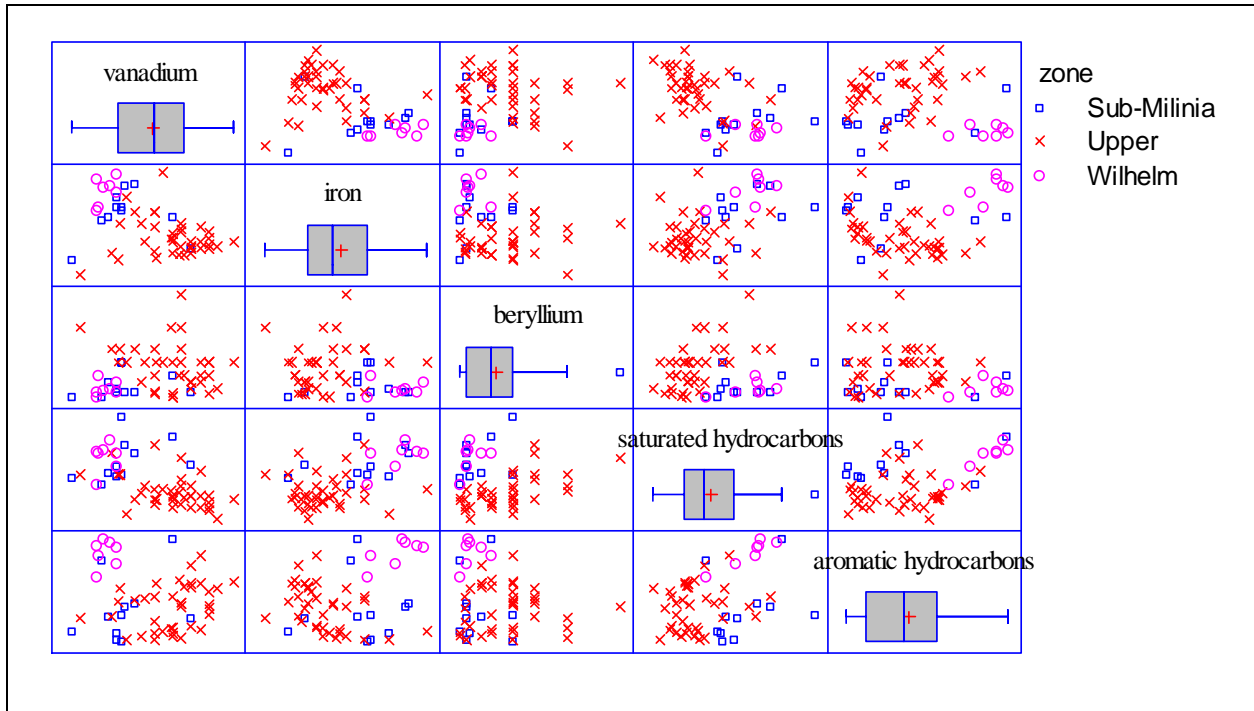 vanadium
iron
beryllium
saturated hydrocarbons
aromatic hydrocarbons
zone
Sub-Milinia
Upper
Wilhelm